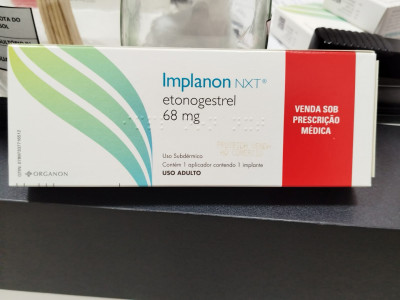 Implanon NXT®
etonogestrel
68 mg
VENDA SOB
PRESCRIÇÃO
MÉDICA
Uso Subdérmico
Contém 1 aplicador contendo 1 implante
USO ADULTO
ORGANON